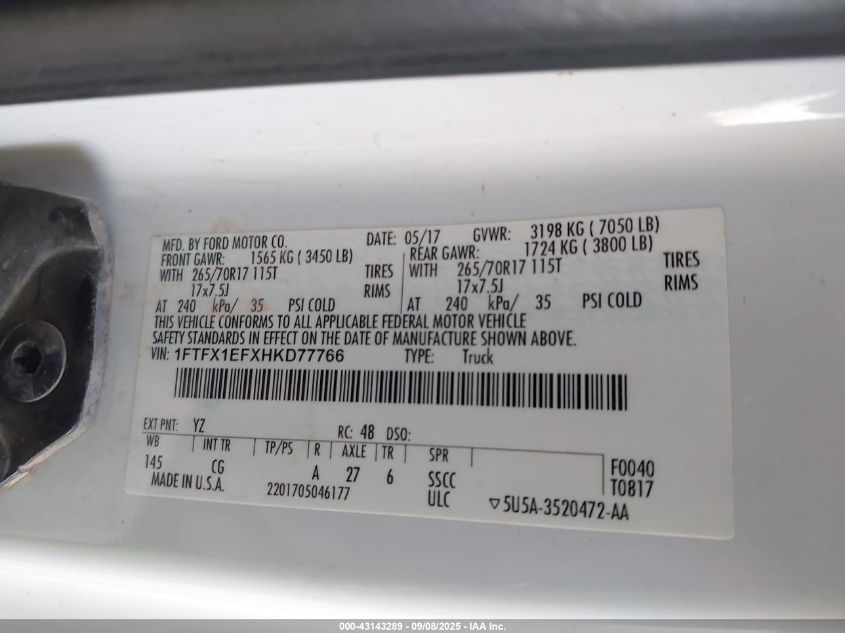 MFD. BY FORD MOTOR CO. DATE: 05/17 GVWR: 3198 KG ( 7050 LB)
FRONT GAWR: 1565 KG ( 3450 LB) REAR GAWR: 1724 KG ( 3800 LB)
WITH 265/70R17 115T TIRES WITH 265/70R17 115T TIRES
17x7.5J RIMS 17x7.5J RIMS
AT 240 kPa/ 35 PSI COLD AT 240 kPa/ 35 PSI COLD
THIS VEHICLE CONFORMS TO ALL APPLICABLE FEDERAL MOTOR VEHICLE
SAFETY STANDARDS IN EFFECT ON THE DATE OF MANUFACTURE SHOWN ABOVE.
VIN: 1FTFX1EFXHKD77766 TYPE: Truck
EXT PNT: YZ RC: 48 DSO:
WB INT TR TP/PS R AXLE TR SPR
145 CG A 27 6 SSCC F0040
MADE IN U.S.A. 2201705046177 ULC T0817
▽5U5A-3520472-AA
000-43143289 - 09/08/2025 - IAA Inc.